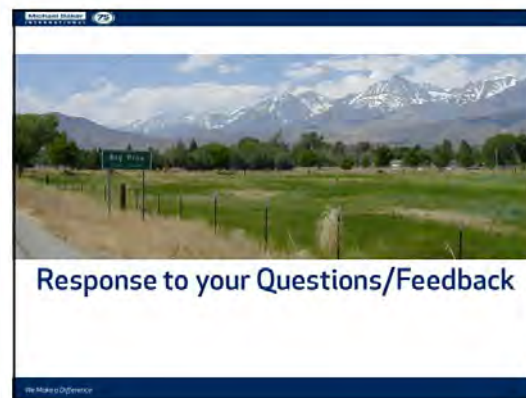 Michael Baker
INTERNATIONAL
75
Big Pine
Response to your Questions/Feedback
We Make a Difference